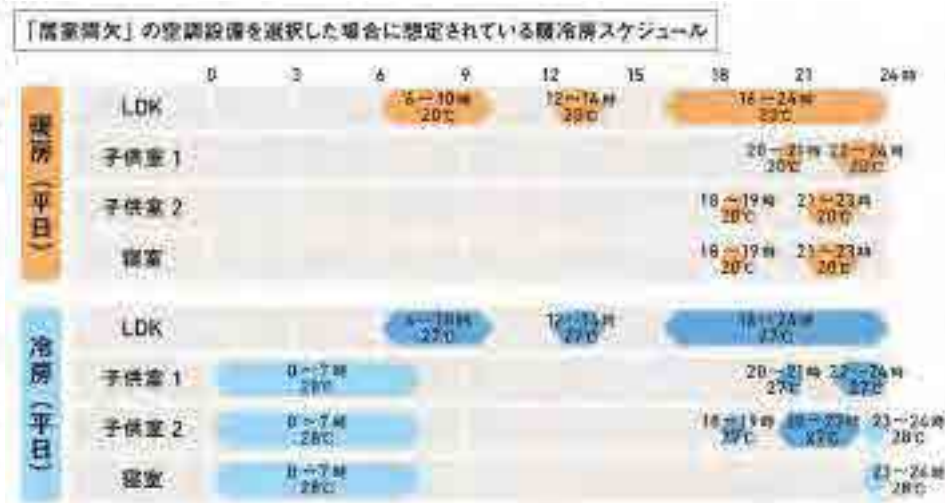 「居室間欠」の空調設備を選択した場合に想定されている暖冷房スケジュール
0 3 6 9 12 15 18 21 24時
暖房(平日)
LDK
6〜10時 20℃
12〜14時 20℃
16〜24時 20℃
子供室1
20〜21時 20℃
22〜24時 20℃
子供室2
18〜19時 20℃
21〜23時 20℃
寝室
18〜19時 20℃
21〜23時 20℃
冷房(平日)
LDK
6〜10時 27℃
12〜14時 27℃
16〜24時 27℃
子供室1
0〜7時 28℃
20〜21時 27℃
22〜24時 27℃
子供室2
0〜7時 28℃
18〜19時 27℃
27℃
23〜24時 28℃
寝室
0〜7時 28℃
23〜24時 28℃